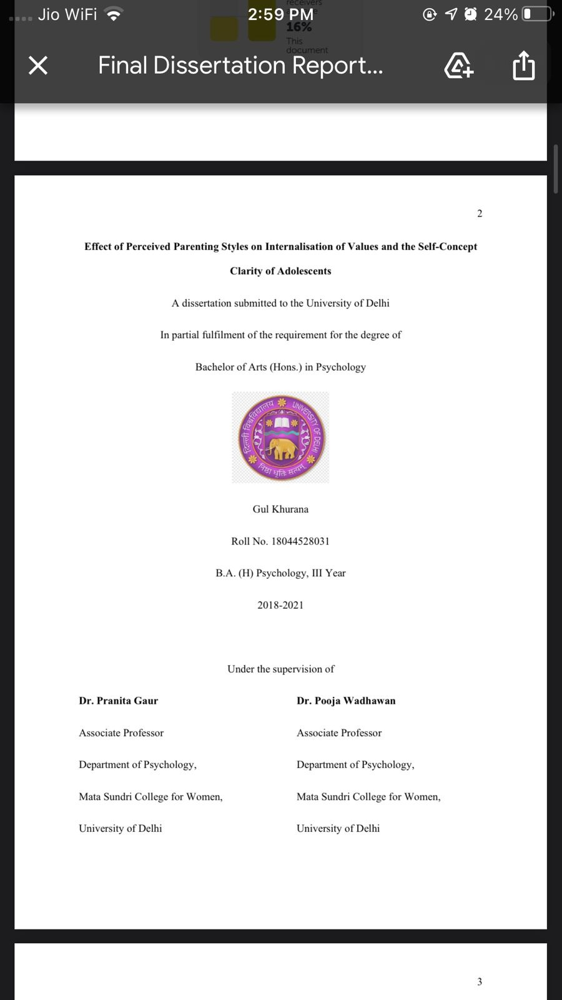 Jio WiFi
2:59 PM
24%
receivers
16%
This
document
Final Dissertation Report...
2
Effect of Perceived Parenting Styles on Internalisation of Values and the Self-Concept
Clarity of Adolescents
A dissertation submitted to the University of Delhi
In partial fulfilment of the requirement for the degree of
Bachelor of Arts (Hons.) in Psychology
दिल्ली विश्वविद्यालय
UNIVERSITY OF DELHI
निष्ठा धृतिः सत्यम्
Gul Khurana
Roll No. 18044528031
B.A. (H) Psychology, III Year
2018-2021
Under the supervision of
Dr. Pranita Gaur
Associate Professor
Department of Psychology,
Mata Sundri College for Women,
University of Delhi
Dr. Pooja Wadhawan
Associate Professor
Department of Psychology,
Mata Sundri College for Women,
University of Delhi
3